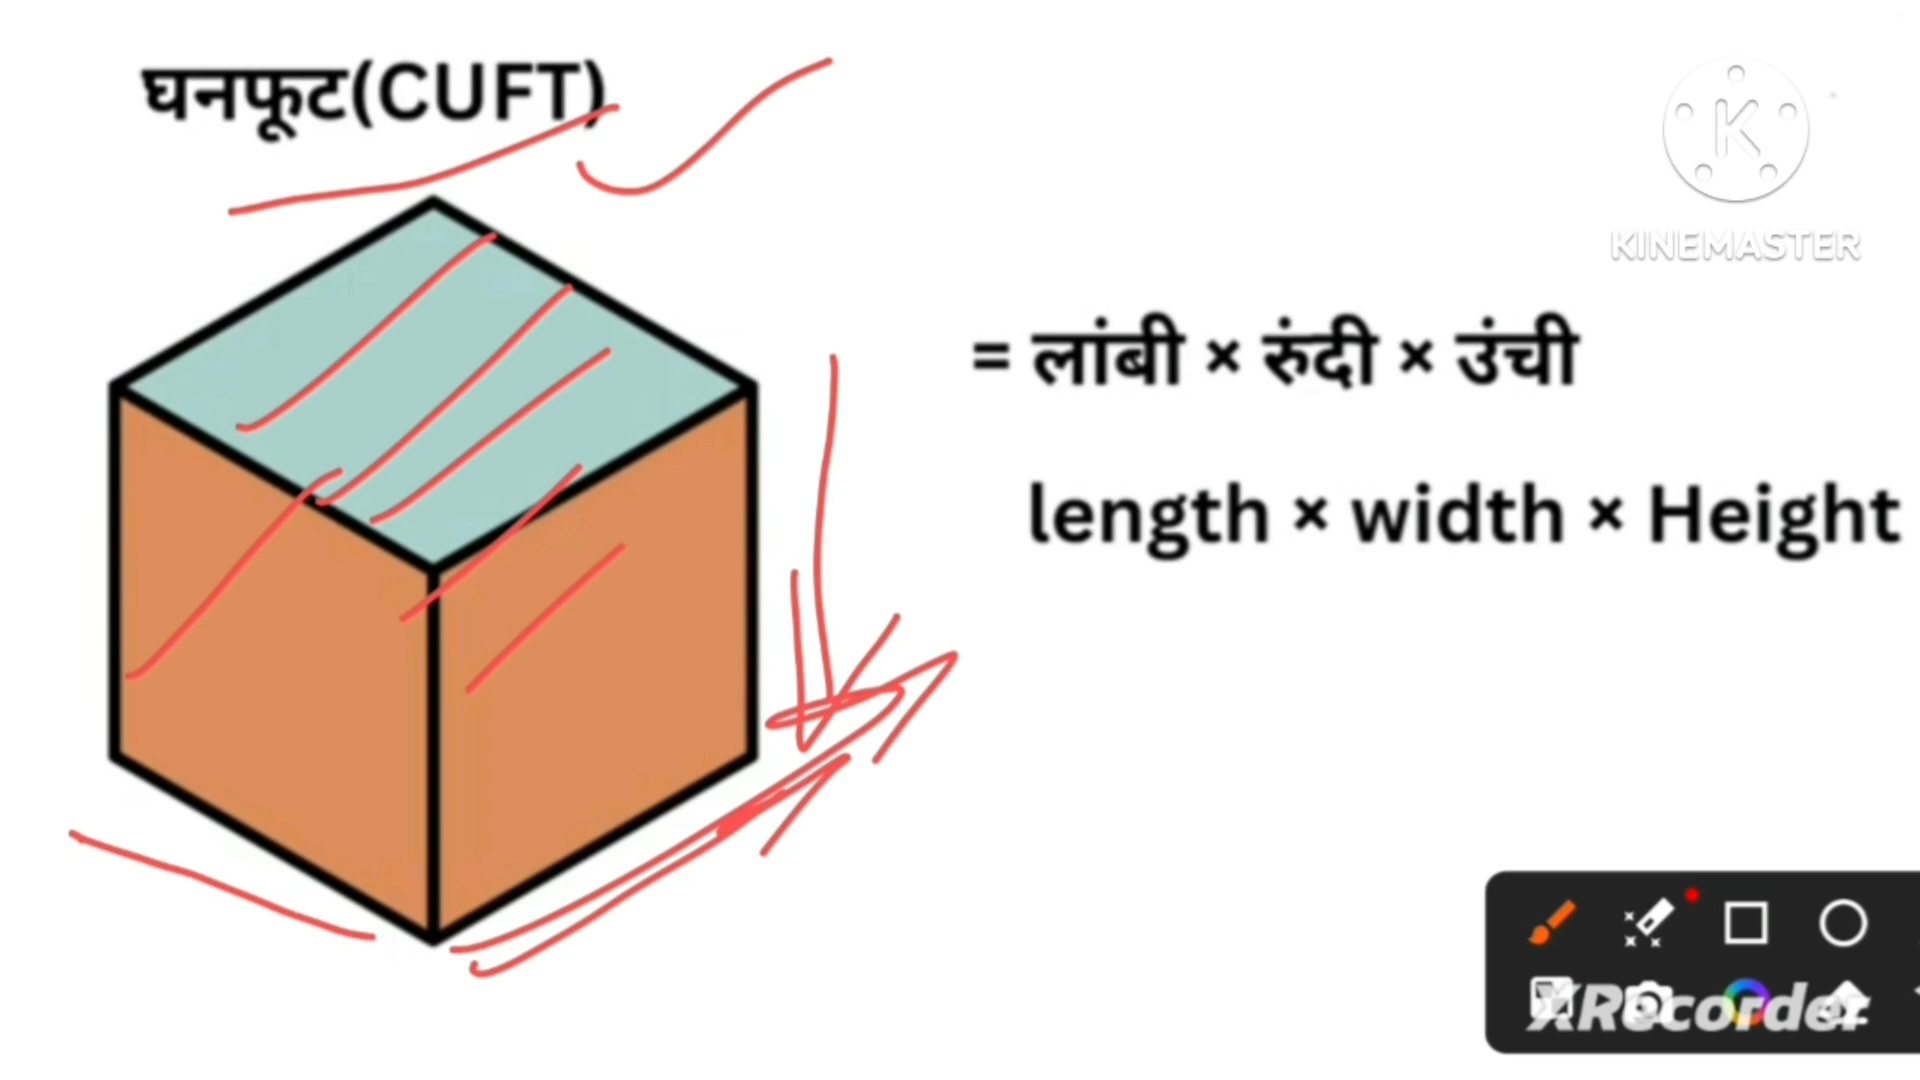 घनफूट(CUFT)
K
KINEMASTER
= लांबी × रुंदी × उंची
length × width × Height
XRecorder